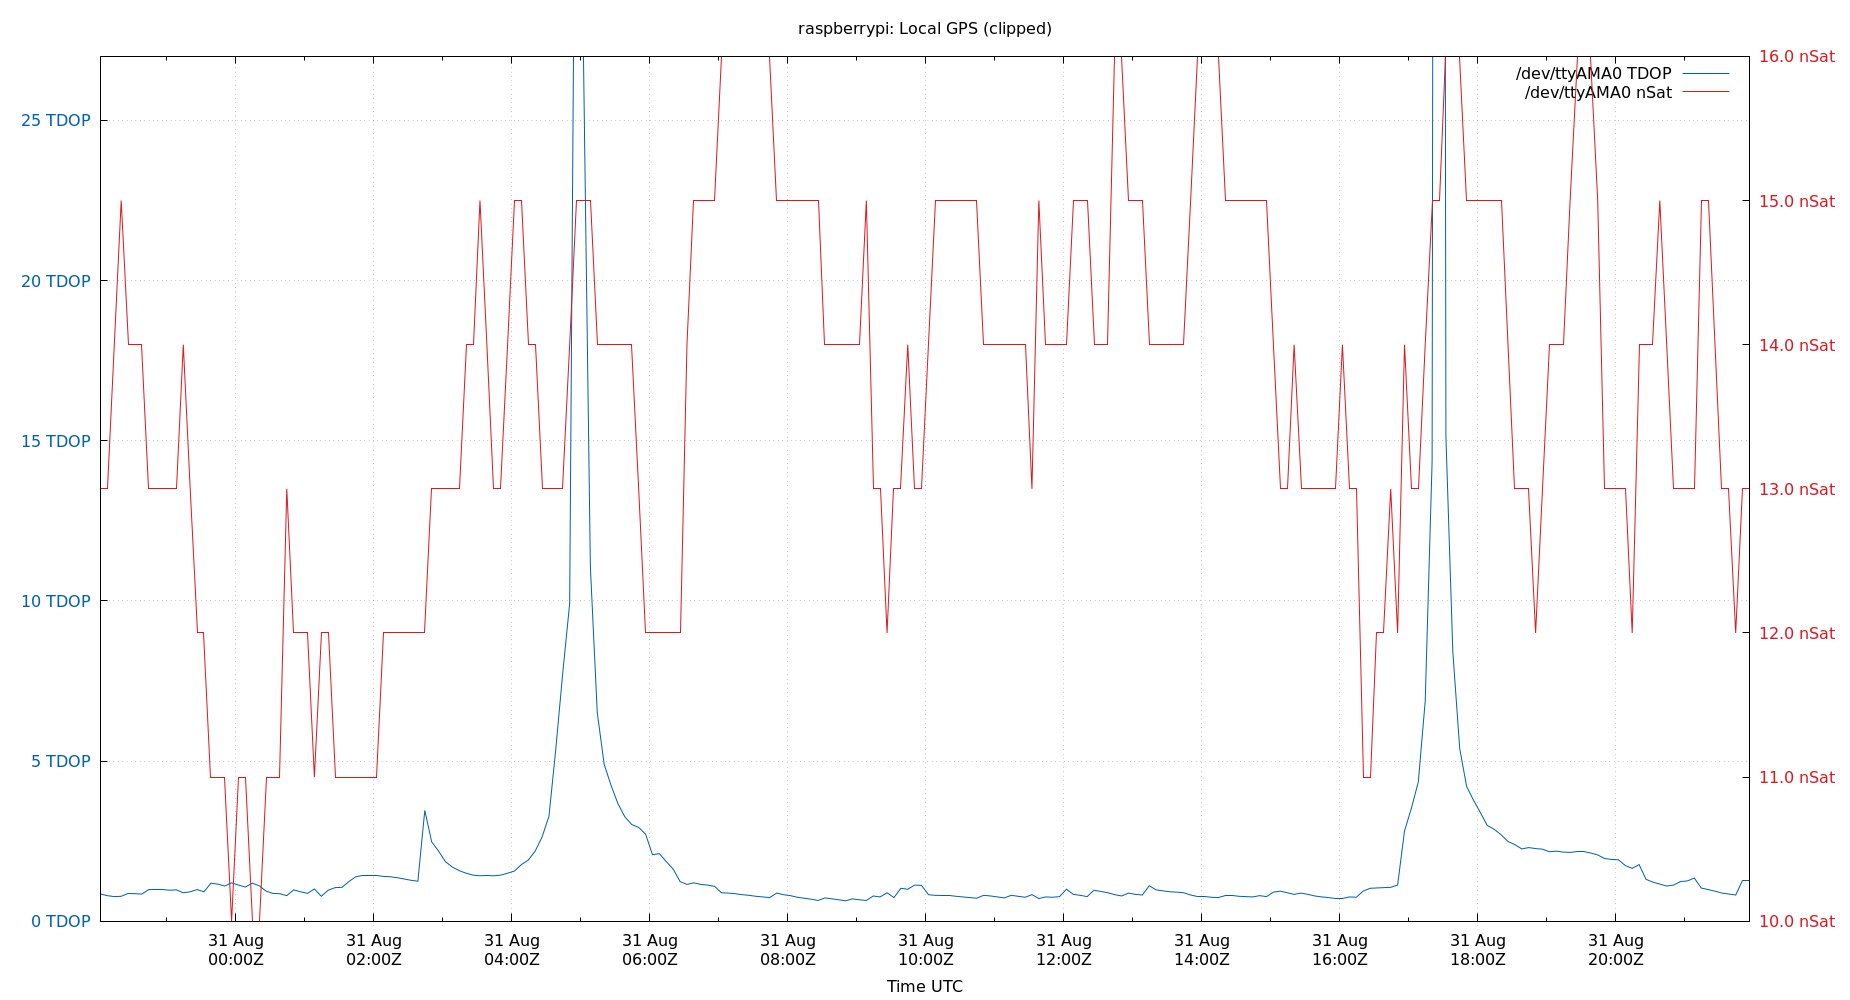 raspberrypi: Local GPS (clipped)
/dev/ttyAMA0 TDOP
/dev/ttyAMA0 nSat
25 TDOP
20 TDOP
15 TDOP
10 TDOP
5 TDOP
0 TDOP
16.0 nSat
15.0 nSat
14.0 nSat
13.0 nSat
12.0 nSat
11.0 nSat
10.0 nSat
31 Aug
00:00Z
31 Aug
02:00Z
31 Aug
04:00Z
31 Aug
06:00Z
31 Aug
08:00Z
31 Aug
10:00Z
31 Aug
12:00Z
31 Aug
14:00Z
31 Aug
16:00Z
31 Aug
18:00Z
31 Aug
20:00Z
Time UTC